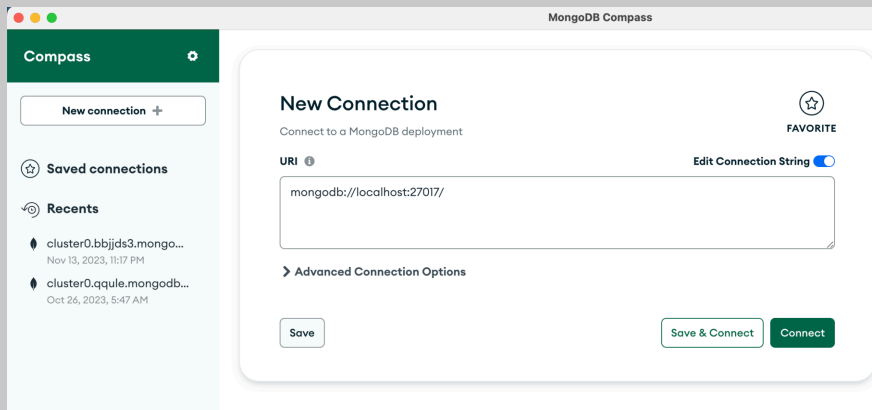 MongoDB Compass
Compass
New connection +
Saved connections
Recents
cluster0.bbjjds3.mongo...
Nov 13, 2023, 11:17 PM
cluster0.qqule.mongodb...
Oct 26, 2023, 5:47 AM
New Connection
FAVORITE
Connect to a MongoDB deployment
URI
Edit Connection String
mongodb://localhost:27017/
Advanced Connection Options
Save
Save & Connect
Connect